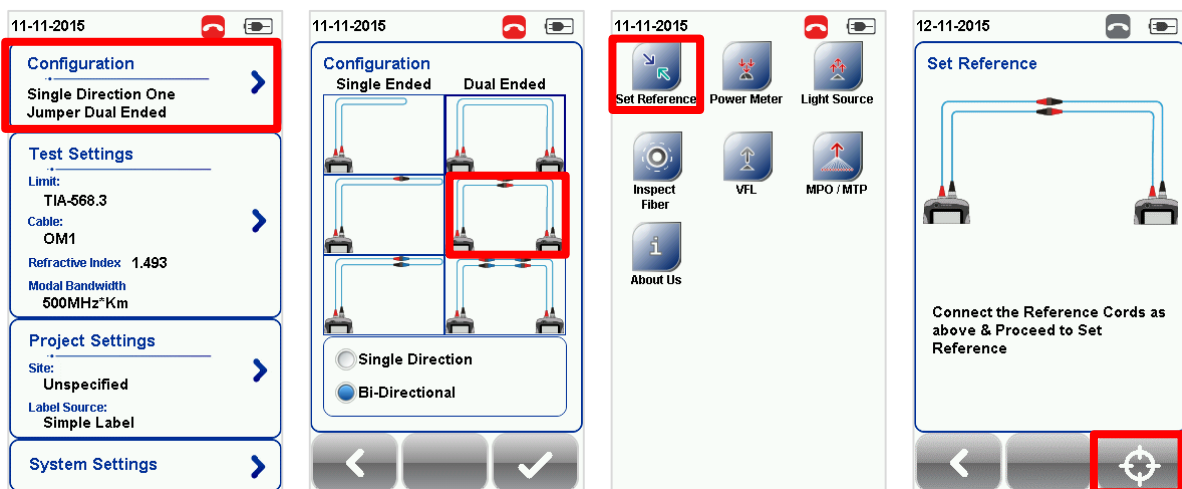 11-11-2015
Configuration
Single Direction One
Jumper Dual Ended
Test Settings
Limit:
TIA-568.3
Cable:
OM1
Refractive Index 1.493
Modal Bandwidth
500MHz*Km
Project Settings
Site:
Unspecified
Label Source:
Simple Label
System Settings
11-11-2015
Configuration
Single Ended Dual Ended
Single Direction
Bi-Directional
11-11-2015
Set Reference Power Meter Light Source
Inspect
Fiber
VFL
MPO / MTP
About Us
12-11-2015
Set Reference
Connect the Reference Cords as
above & Proceed to Set
Reference